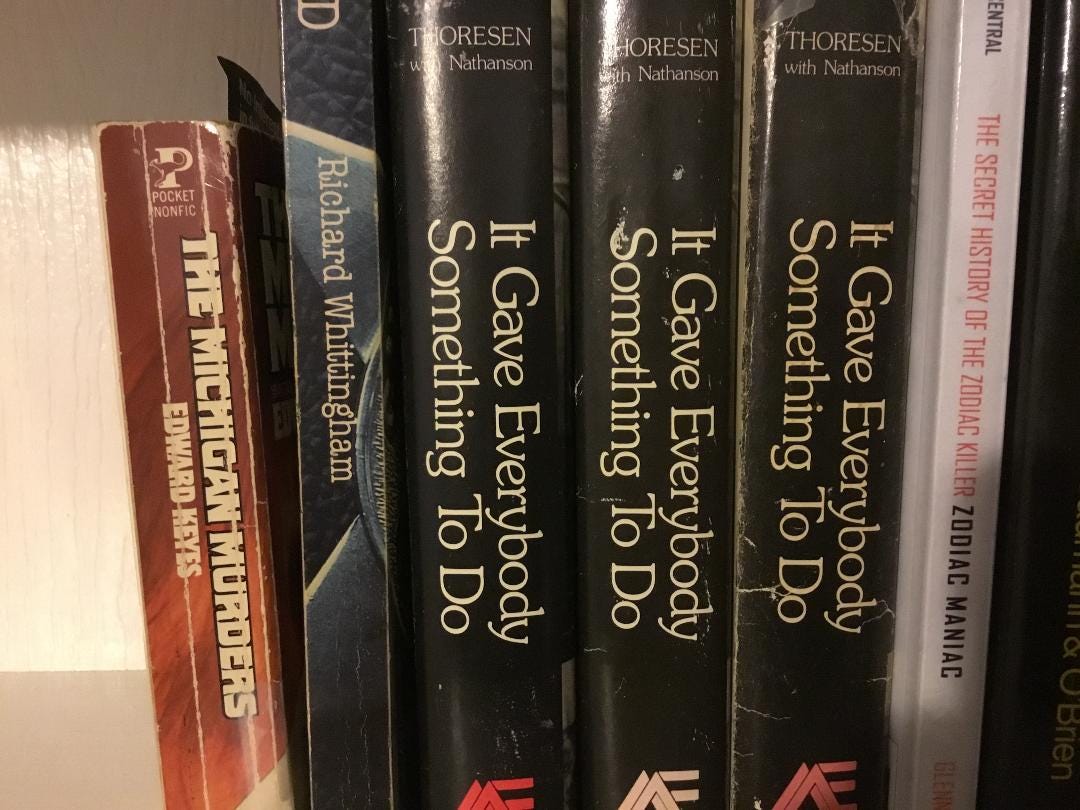 POCKET
NONFIC
THE MICHIGAN MURDERS
EDWARD KEYES
D
Richard Whittingham
THORESEN
with Nathanson
It Gave Everybody
Something To Do
THORESEN
with Nathanson
It Gave Everybody
Something To Do
THORESEN
with Nathanson
It Gave Everybody
Something To Do
ENTRAL
THE SECRET HISTORY OF THE ZODIAC KILLER ZODIAC MANIAC
GLEN
& O'Brien